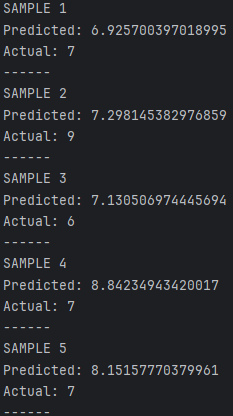 SAMPLE 1
Predicted: 6.925700397018995
Actual: 7
------
SAMPLE 2
Predicted: 7.298145382976859
Actual: 9
------
SAMPLE 3
Predicted: 7.130506974445694
Actual: 6
------
SAMPLE 4
Predicted: 8.84234943420017
Actual: 7
------
SAMPLE 5
Predicted: 8.15157770379961
Actual: 7
------